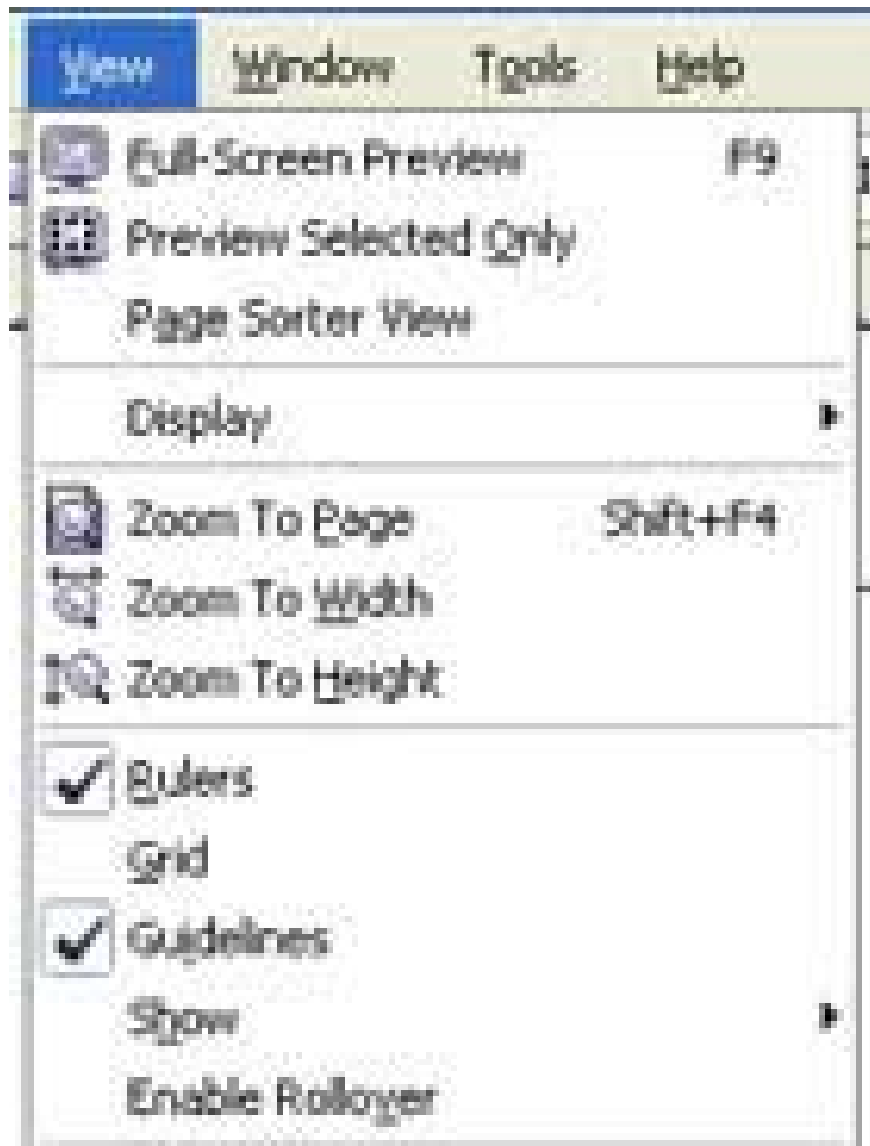 View Window Tools Help
Full-Screen Preview F9
Preview Selected Only
Page Sorter View
Display
Zoom To Page Shift+F4
Zoom To Width
Zoom To Height
Rulers
Grid
Guidelines
Show
Enable Rollover